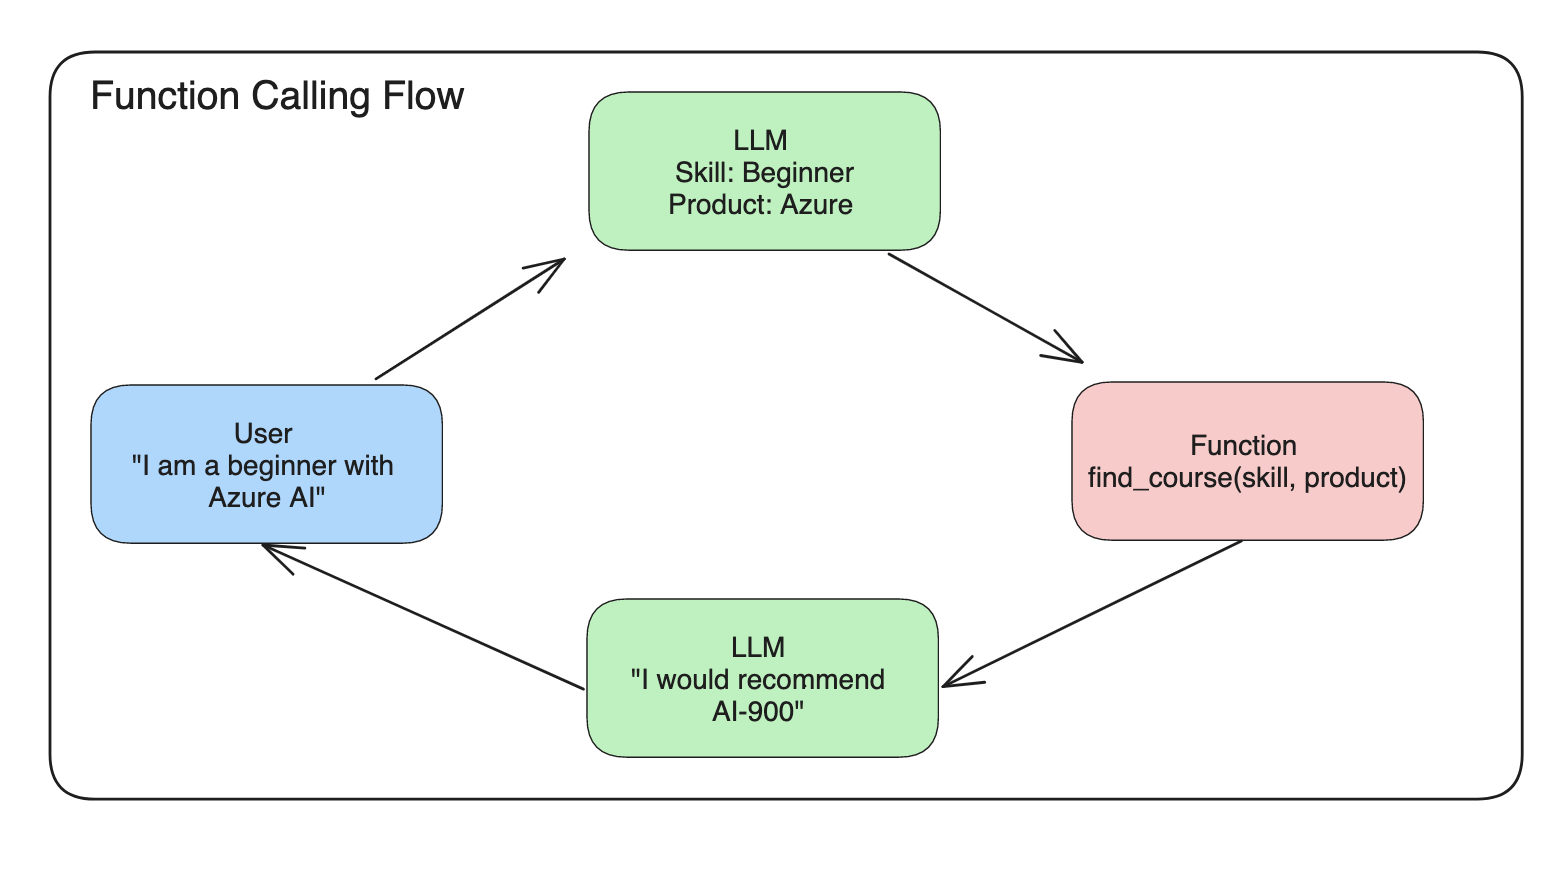 Function Calling Flow
LLM
Skill: Beginner
Product: Azure
User
"I am a beginner with
Azure AI"
Function
find_course(skill, product)
LLM
"I would recommend
AI-900"